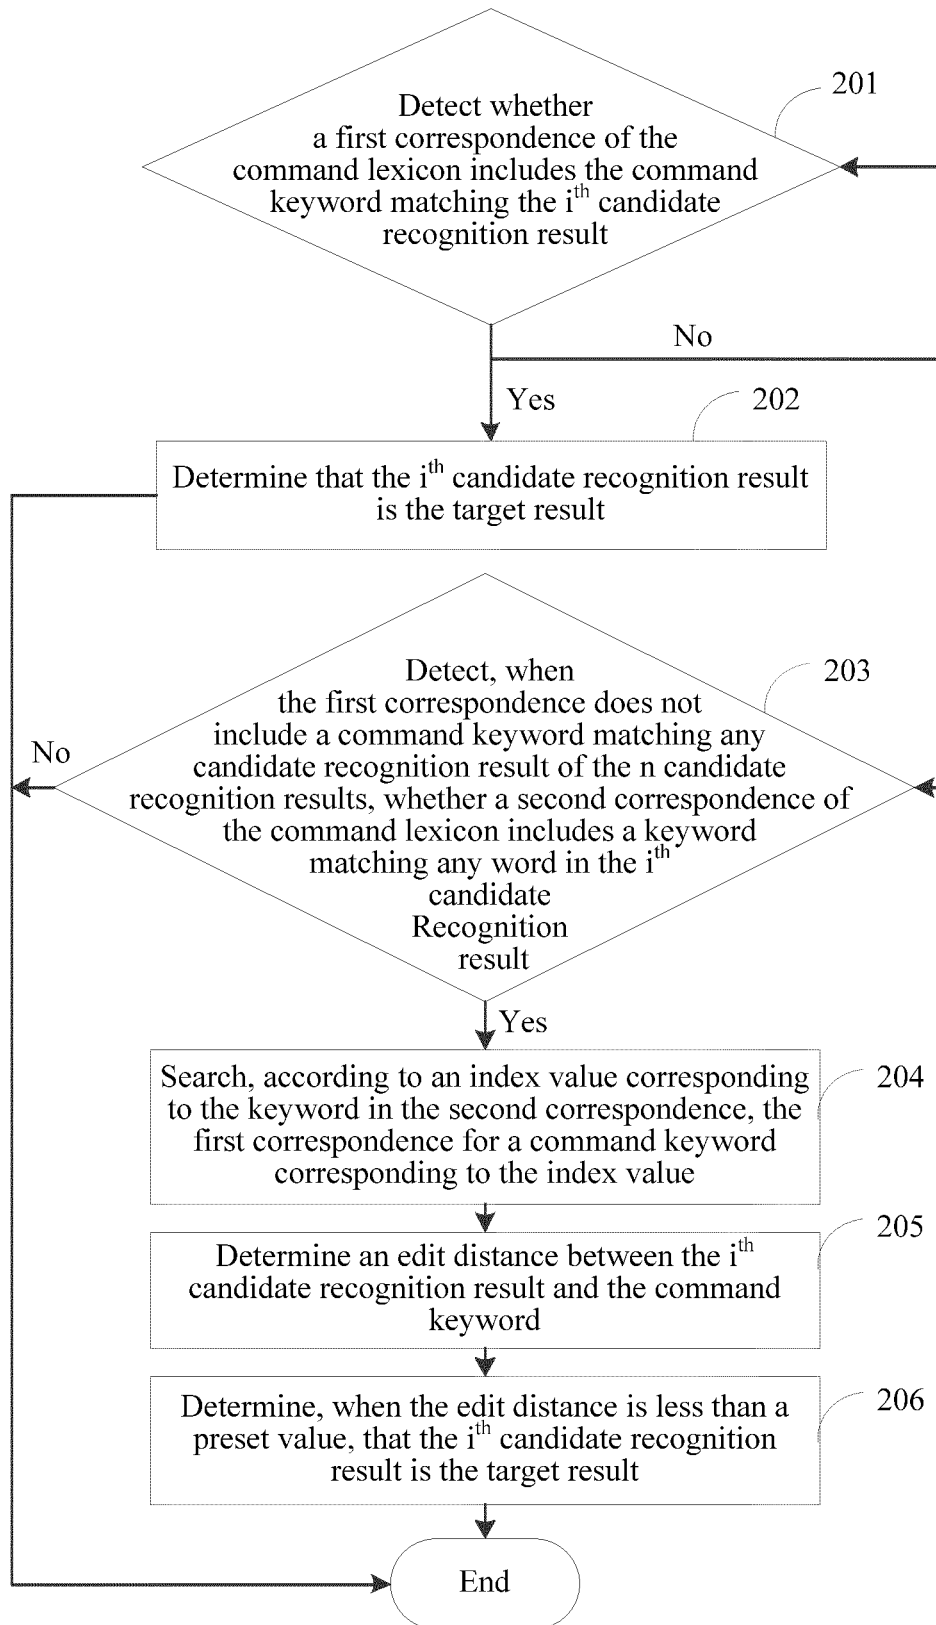 Detect whether
a first correspondence of the
command lexicon includes the command
keyword matching the ith candidate
recognition result
201
No
Yes
202
Determine that the ith candidate recognition result
is the target result
Detect, when
the first correspondence does not
include a command keyword matching any
candidate recognition result of the n candidate
recognition results, whether a second correspondence of
the command lexicon includes a keyword
matching any word in the ith
candidate
Recognition
result
203
No
Yes
Search, according to an index value corresponding
to the keyword in the second correspondence, the
first correspondence for a command keyword
corresponding to the index value
204
Determine an edit distance between the ith
candidate recognition result and the command
keyword
205
Determine, when the edit distance is less than a
preset value, that the ith candidate recognition
result is the target result
206
End